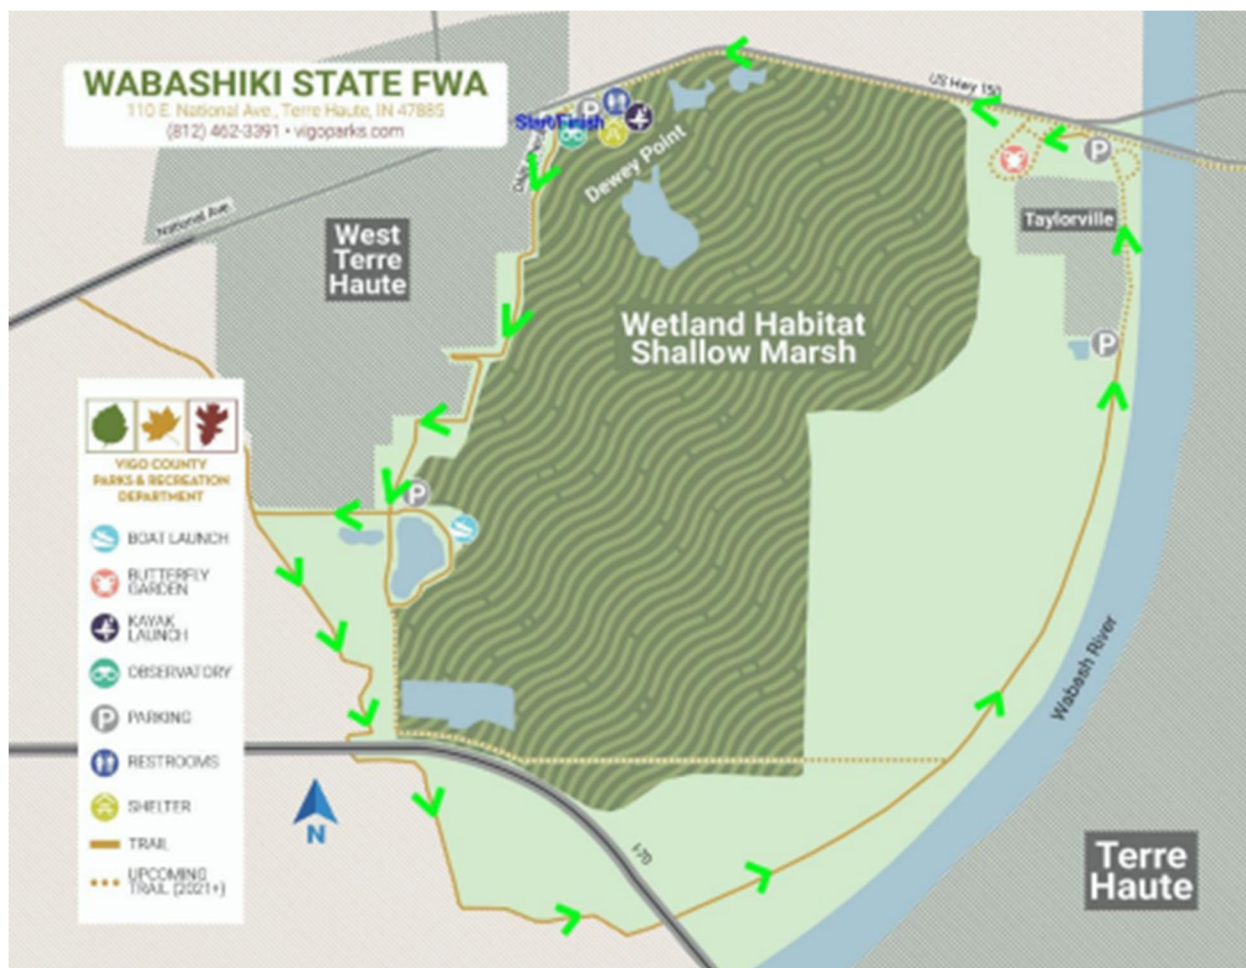 WABASHIKI STATE FWA
110 E. National Ave., Terre Haute, IN 47885
(812) 462-3391 • vigoparks.com
US Hwy 150
P
Start/Finish
Dewey Point
P
National Ave.
West
Terre
Haute
Taylorville
Wetland Habitat
Shallow Marsh
P
VIGO COUNTY
PARKS & RECREATION
DEPARTMENT
P
BOAT LAUNCH
BUTTERFLY
GARDEN
KAYAK
LAUNCH
OBSERVATORY
P PARKING
RESTROOMS
SHELTER
TRAIL
UPCOMING
TRAIL (2021+)
N
Wabash River
I-70
Terre
Haute